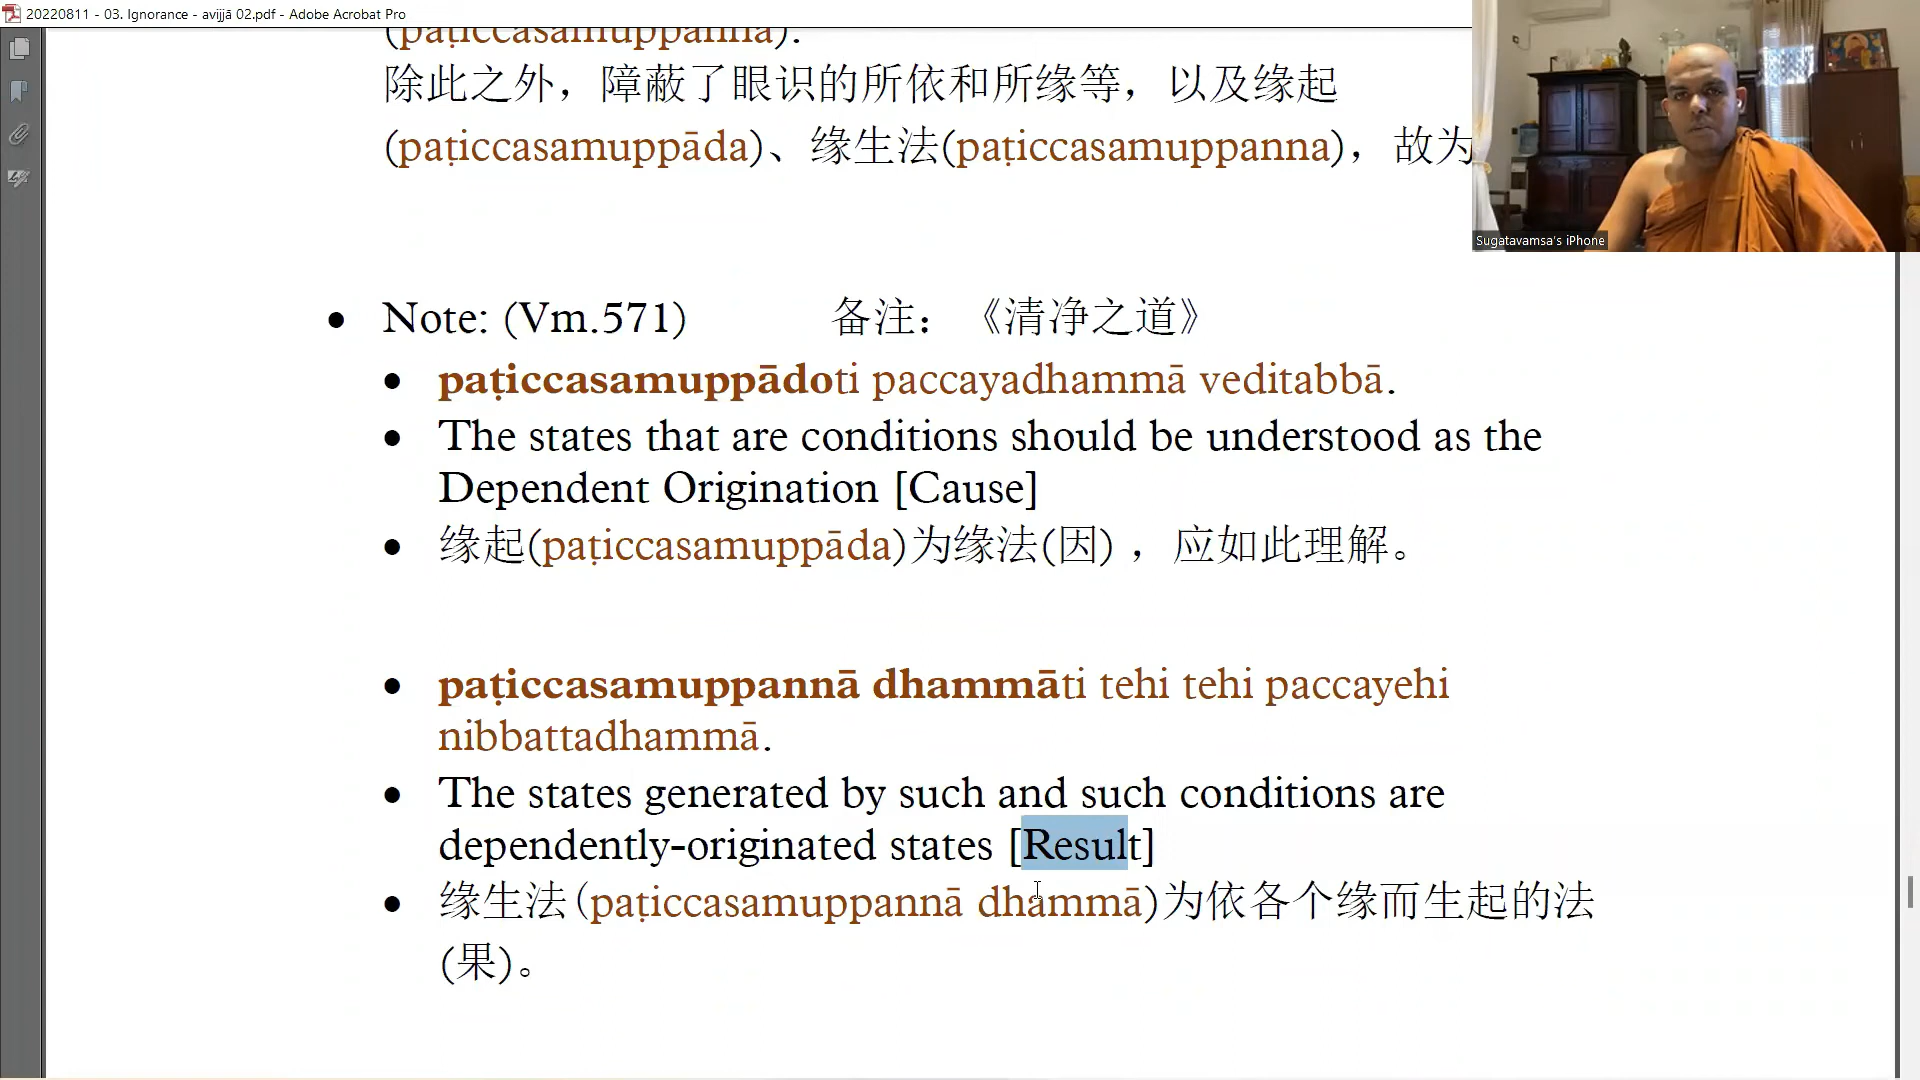 20220811 - 03. Ignorance - avijjā 02.pdf - Adobe Acrobat Pro
(paṭiccasamuppanna).
除此之外，障蔽了眼识的所依和所缘等，以及缘起
(paṭiccasamuppāda)、缘生法(paṭiccasamuppanna)，故为
Sugatavamsa's iPhone
• Note: (Vm.571) 备注：《清净之道》
• paṭiccasamuppādoti paccayadhammā veditabbā.
• The states that are conditions should be understood as the
Dependent Origination [Cause]
• 缘起(paṭiccasamuppāda)为缘法(因)，应如此理解。
• paṭiccasamuppannā dhammāti tehi tehi paccayehi
nibbattadhammā.
• The states generated by such and such conditions are
dependently-originated states [Result]
• 缘生法(paṭiccasamuppannā dhammā)为依各个缘而生起的法
(果)。